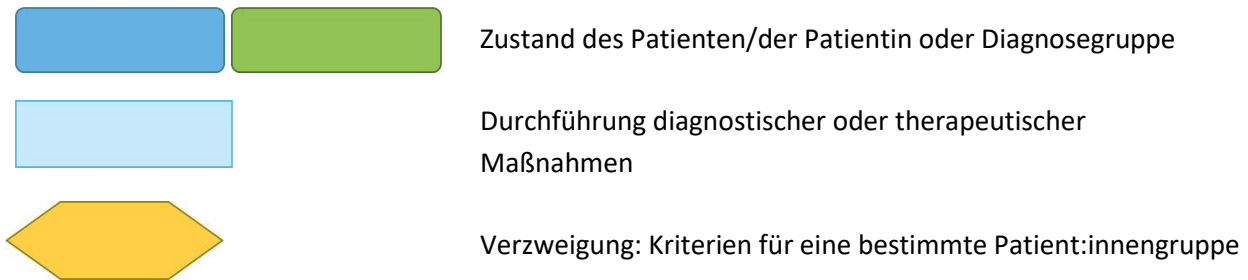 Zustand des Patienten/der Patientin oder Diagnosegruppe
Durchführung diagnostischer oder therapeutischer
Maßnahmen
Verzweigung: Kriterien für eine bestimmte Patient:innengruppe